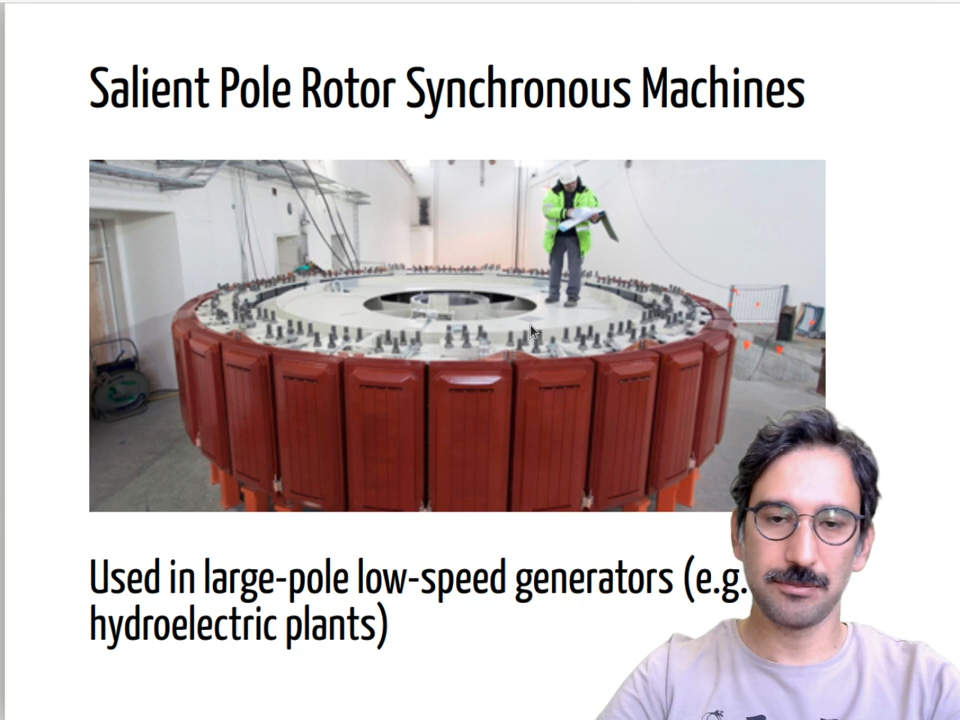 Salient Pole Rotor Synchronous Machines
Used in large-pole low-speed generators (e.g.
hydroelectric plants)